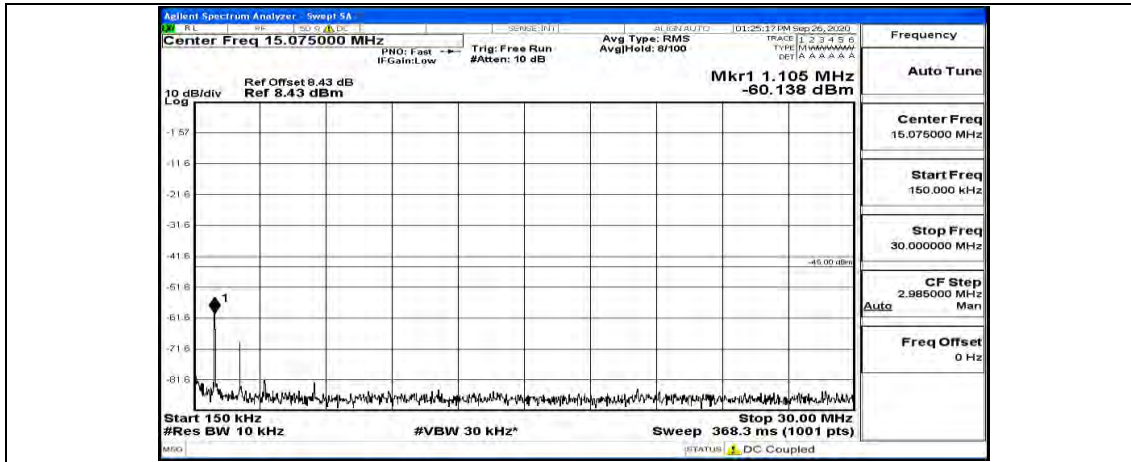 Agilent Spectrum Analyzer - Swept SA
RL RF 50 Ω DC SENSE:INT ALIGN AUTO 01:25:17 PM Sep 26, 2020
Center Freq 15.075000 MHz
PNO: Fast
IFGain:Low
Trig: Free Run
#Atten: 10 dB
Avg Type: RMS
Avg|Hold: 8/100
TRACE 1 2 3 4 5 6
TYPE M WWWWW
DET A A A A A A
Ref Offset 8.43 dB
Ref 8.43 dBm
10 dB/div
Log
Mkr1 1.105 MHz
-60.138 dBm
-1.57
-11.6
-21.6
-31.6
-41.6
-45.00 dBm
-51.6
1
-61.6
-71.6
-81.6
Start 150 kHz
Stop 30.00 MHz
#Res BW 10 kHz
#VBW 30 kHz*
Sweep 368.3 ms (1001 pts)
MSG
STATUS DC Coupled
Frequency
Auto Tune
Center Freq
15.075000 MHz
Start Freq
150.000 kHz
Stop Freq
30.000000 MHz
CF Step
2.985000 MHz
Auto Man
Freq Offset
0 Hz